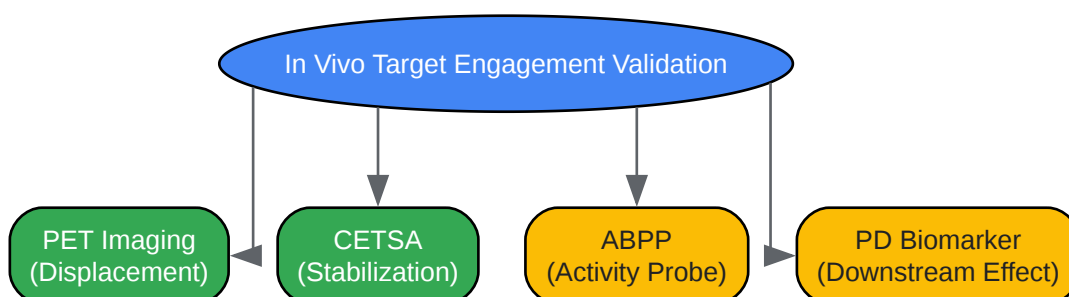 In Vivo Target Engagement Validation
PET Imaging
(Displacement)
CETSA
(Stabilization)
ABPP
(Activity Probe)
PD Biomarker
(Downstream Effect)